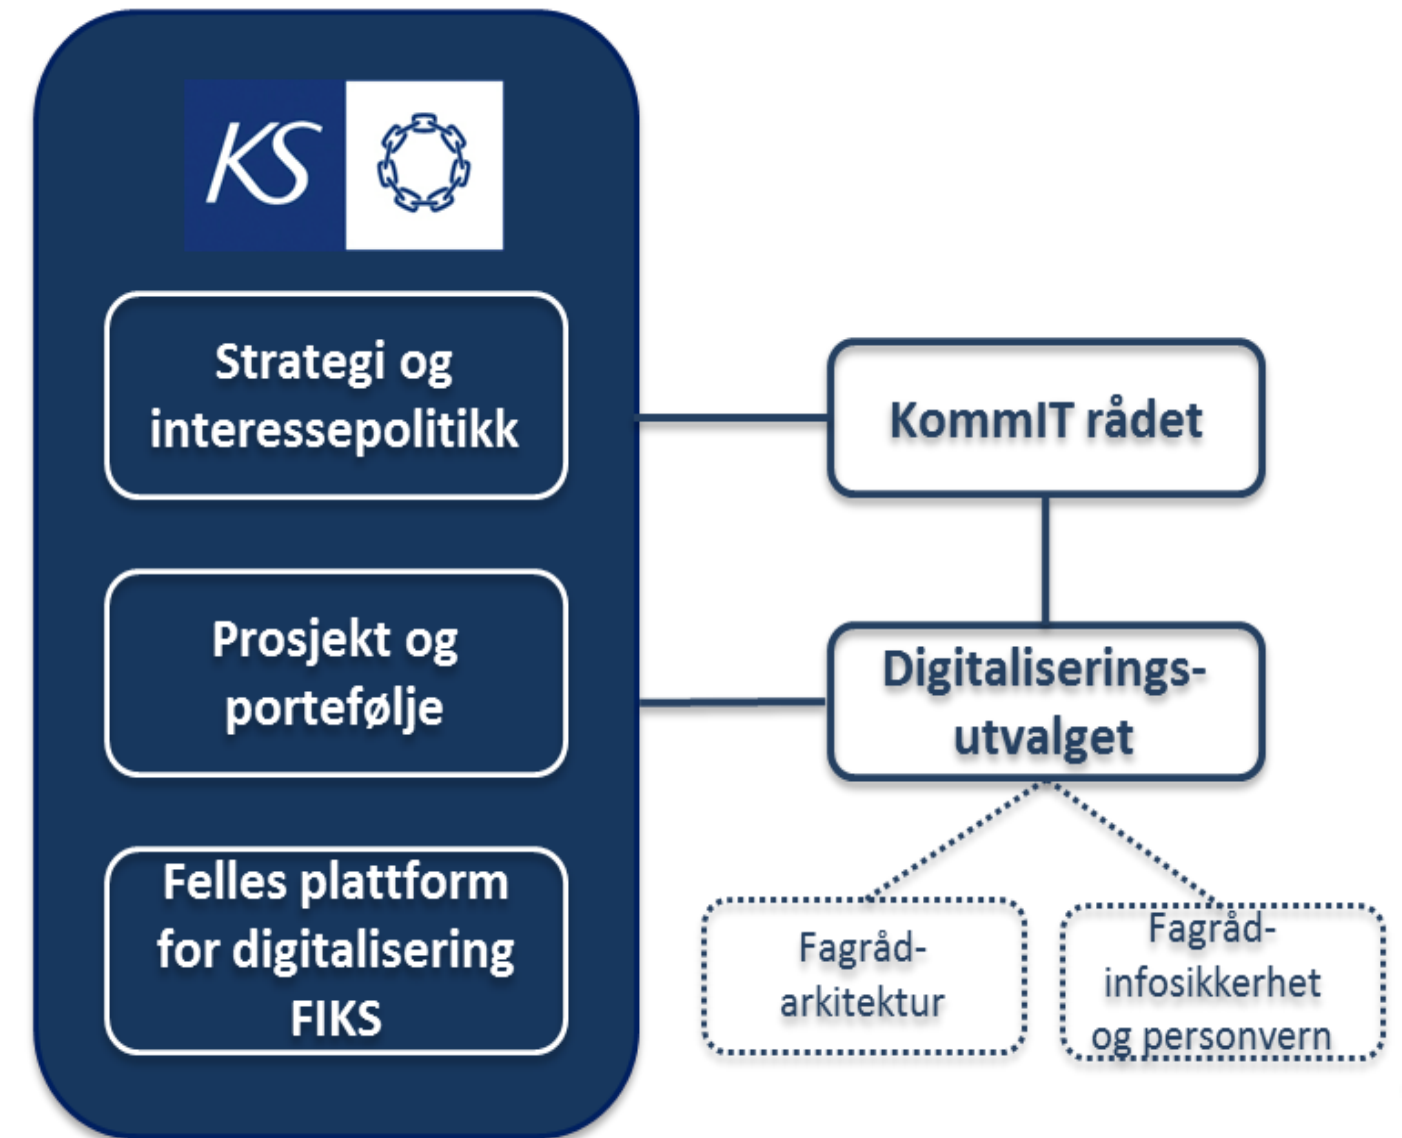 KS
Strategi og
interessepolitikk
Prosjekt og
portefølje
Felles plattform
for digitalisering
FIKS
KommIT rådet
Digitaliserings-
utvalget
Fagråd-
arkitektur
Fagråd-
infosikkerhet
og personvern